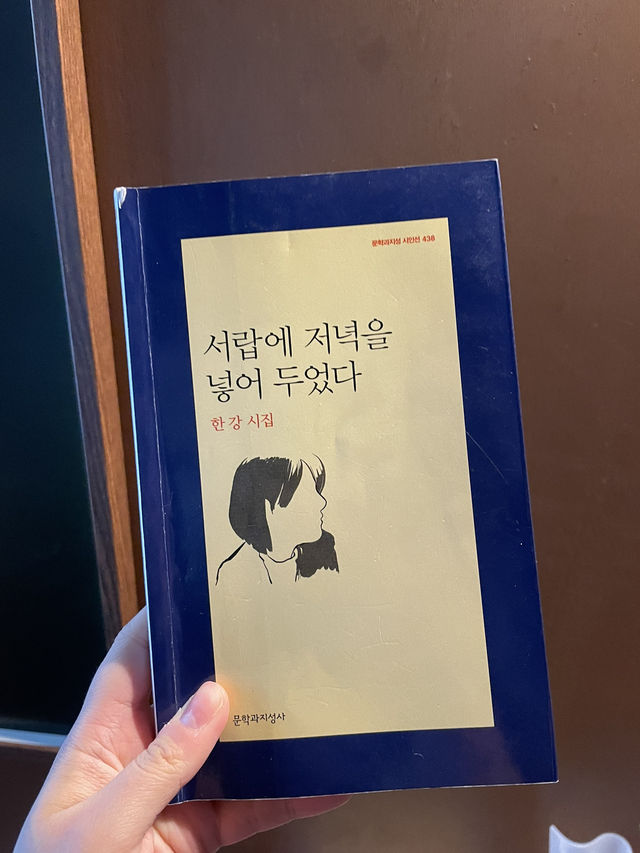 문학과지성 시인선 438
서랍에 저녁을
넣어 두었다
한강 시집
문학과지성사